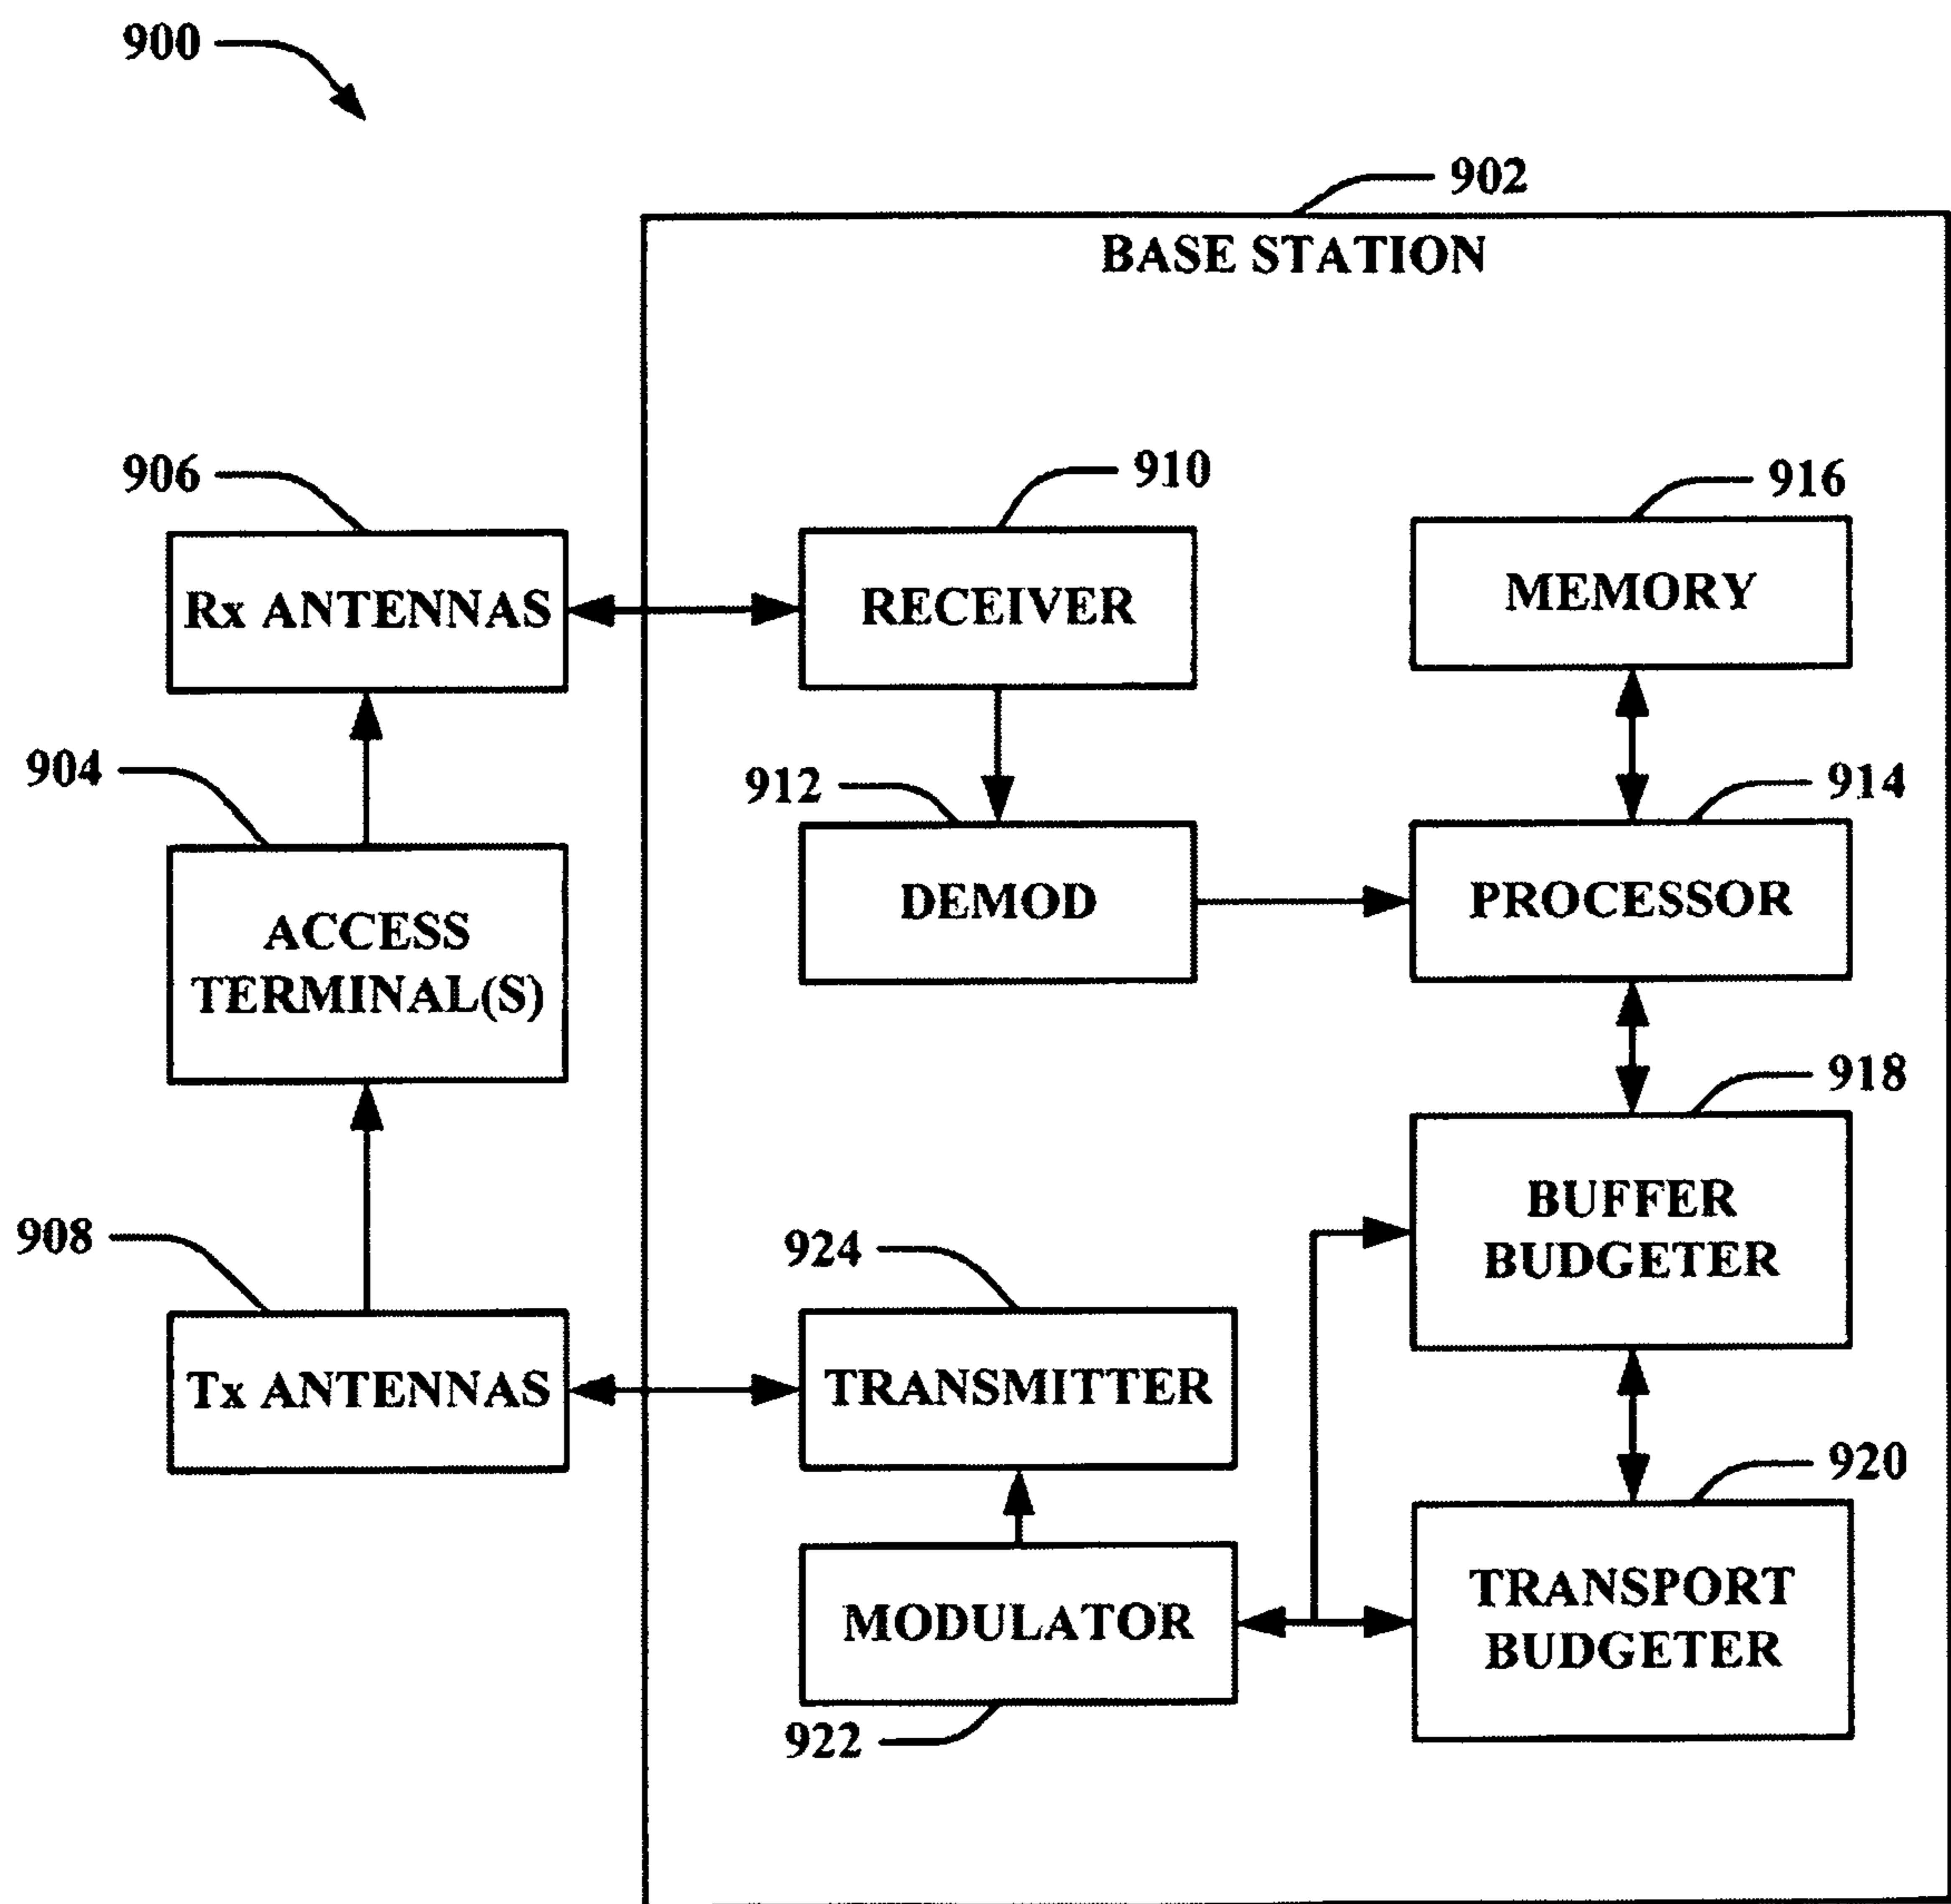 900
902
BASE STATION
906
910
916
Rx ANTENNAS
RECEIVER
MEMORY
904
912
914
ACCESS
TERMINAL(S)
DEMOD
PROCESSOR
918
908
924
BUFFER
BUDGETER
Tx ANTENNAS
TRANSMITTER
920
MODULATOR
TRANSPORT
BUDGETER
922